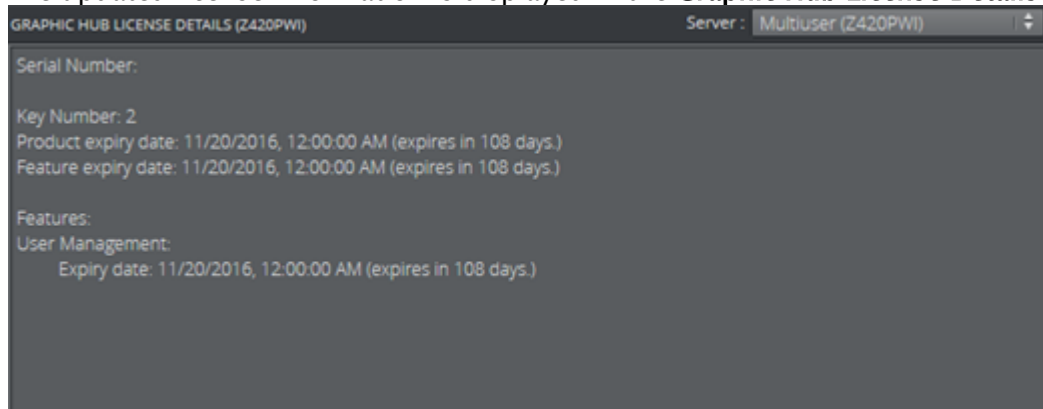 GRAPHIC HUB LICENSE DETAILS (Z420PWI) Server : Multiuser (Z420PWI)
Serial Number:
Key Number: 2
Product expiry date: 11/20/2016, 12:00:00 AM (expires in 108 days.)
Feature expiry date: 11/20/2016, 12:00:00 AM (expires in 108 days.)
Features:
User Management:
Expiry date: 11/20/2016, 12:00:00 AM (expires in 108 days.)